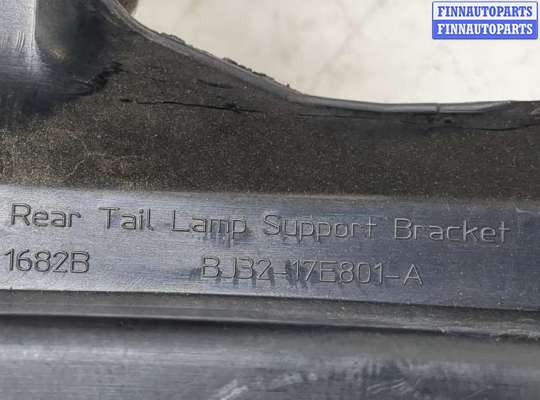 FINNAUTOPARTS
FINNAUTOPARTS
Rear Tail Lamp Support Bracket
1682B BJ32-17E801-A